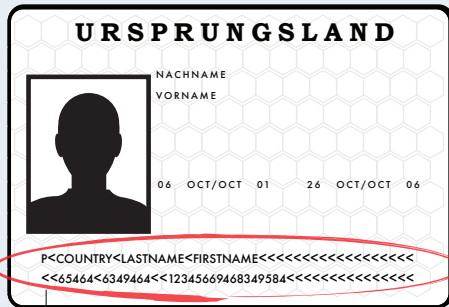 URSPRUNGSLAND
NACHNAME
VORNAME
06 OCT/OCT 01 26 OCT/OCT 06
P<COUNTRY<LASTNAME<FIRSTNAME<<<<<<<<<<<<<<<<<<<
<<65464<6349464<<12345669468349584<<<<<<<<<<<<<<<